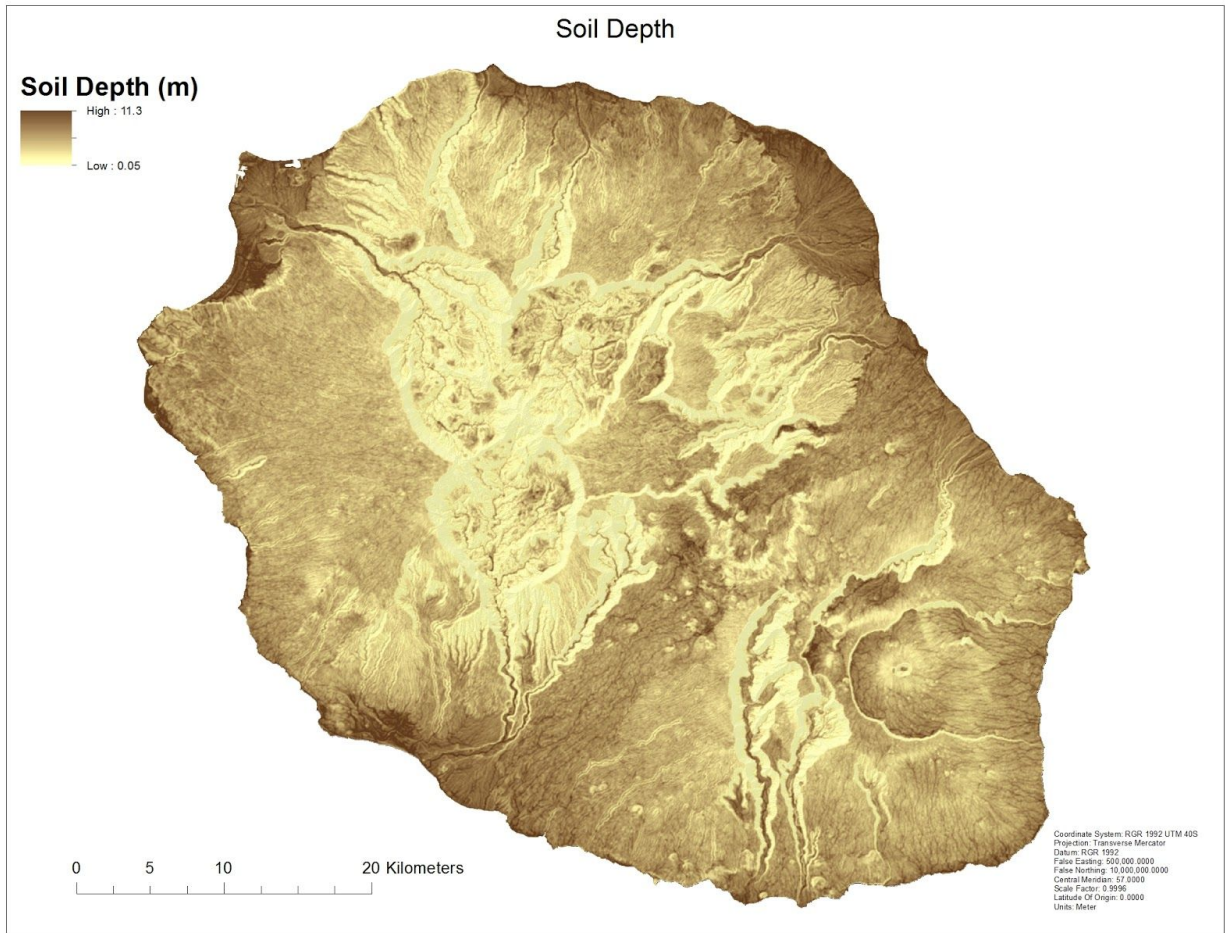 Soil Depth
Soil Depth (m)
High : 11.3
Low : 0.05
0 5 10 20 Kilometers
Coordinate System: RGR 1992 UTM 40S
Projection: Transverse Mercator
Datum: RGR 1992
False Easting: 500,000.0000
False Northing: 10,000,000.0000
Central Meridian: 57.0000
Scale Factor: 0.9996
Latitude Of Origin: 0.0000
Units: Meter